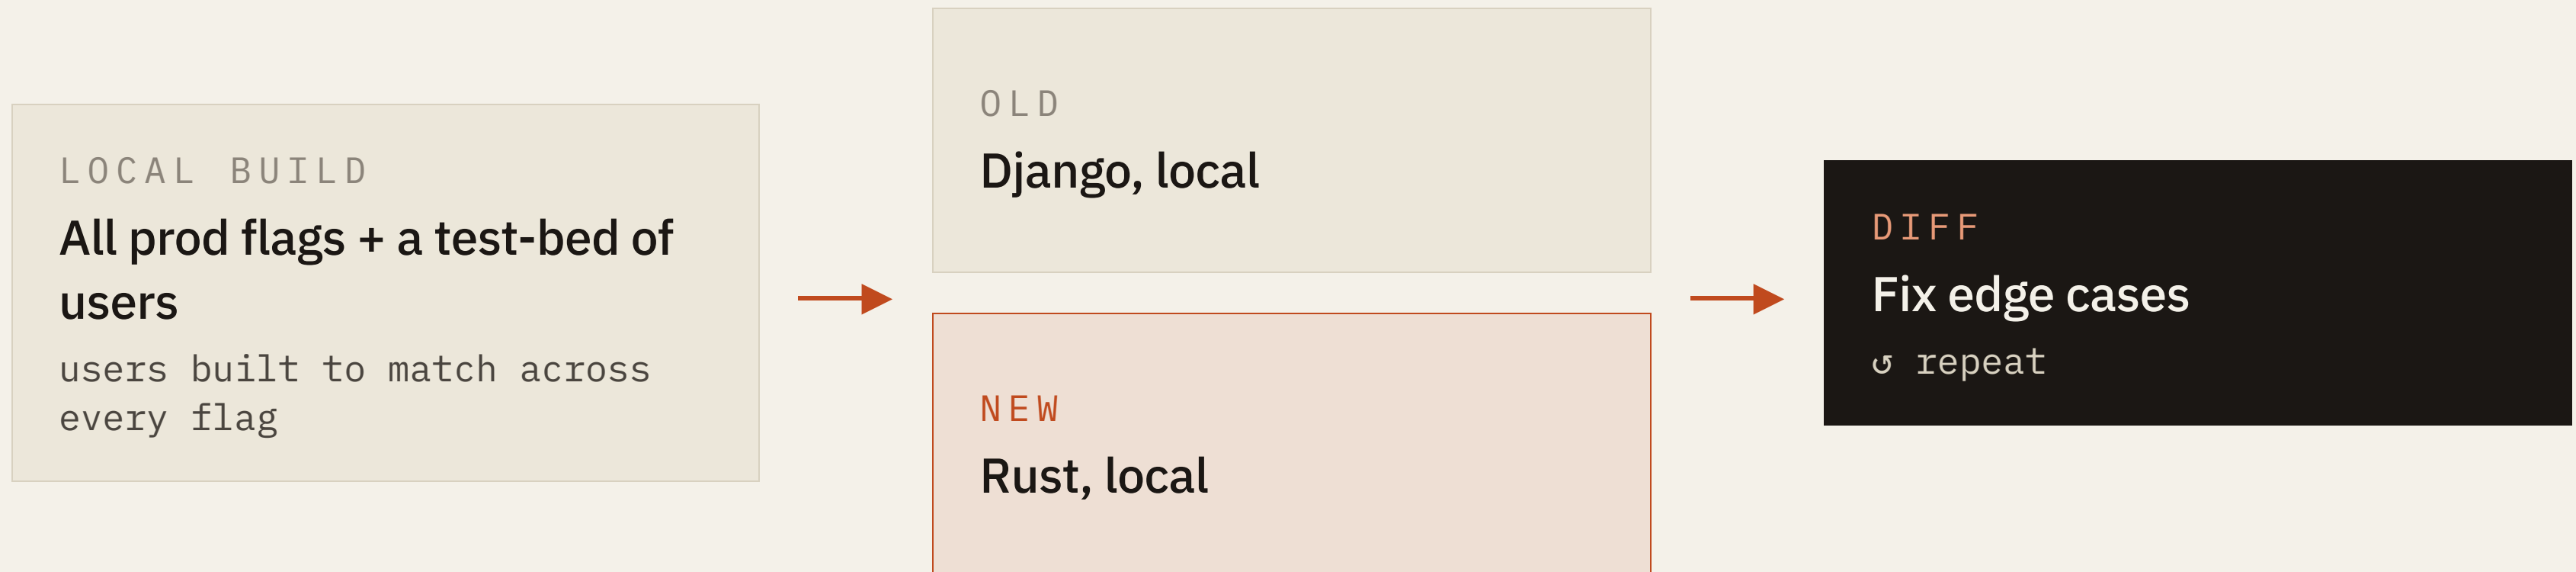 LOCAL BUILD
All prod flags + a test-bed of
users
users built to match across
every flag
OLD
Django, local
NEW
Rust, local
DIFF
Fix edge cases
↺ repeat